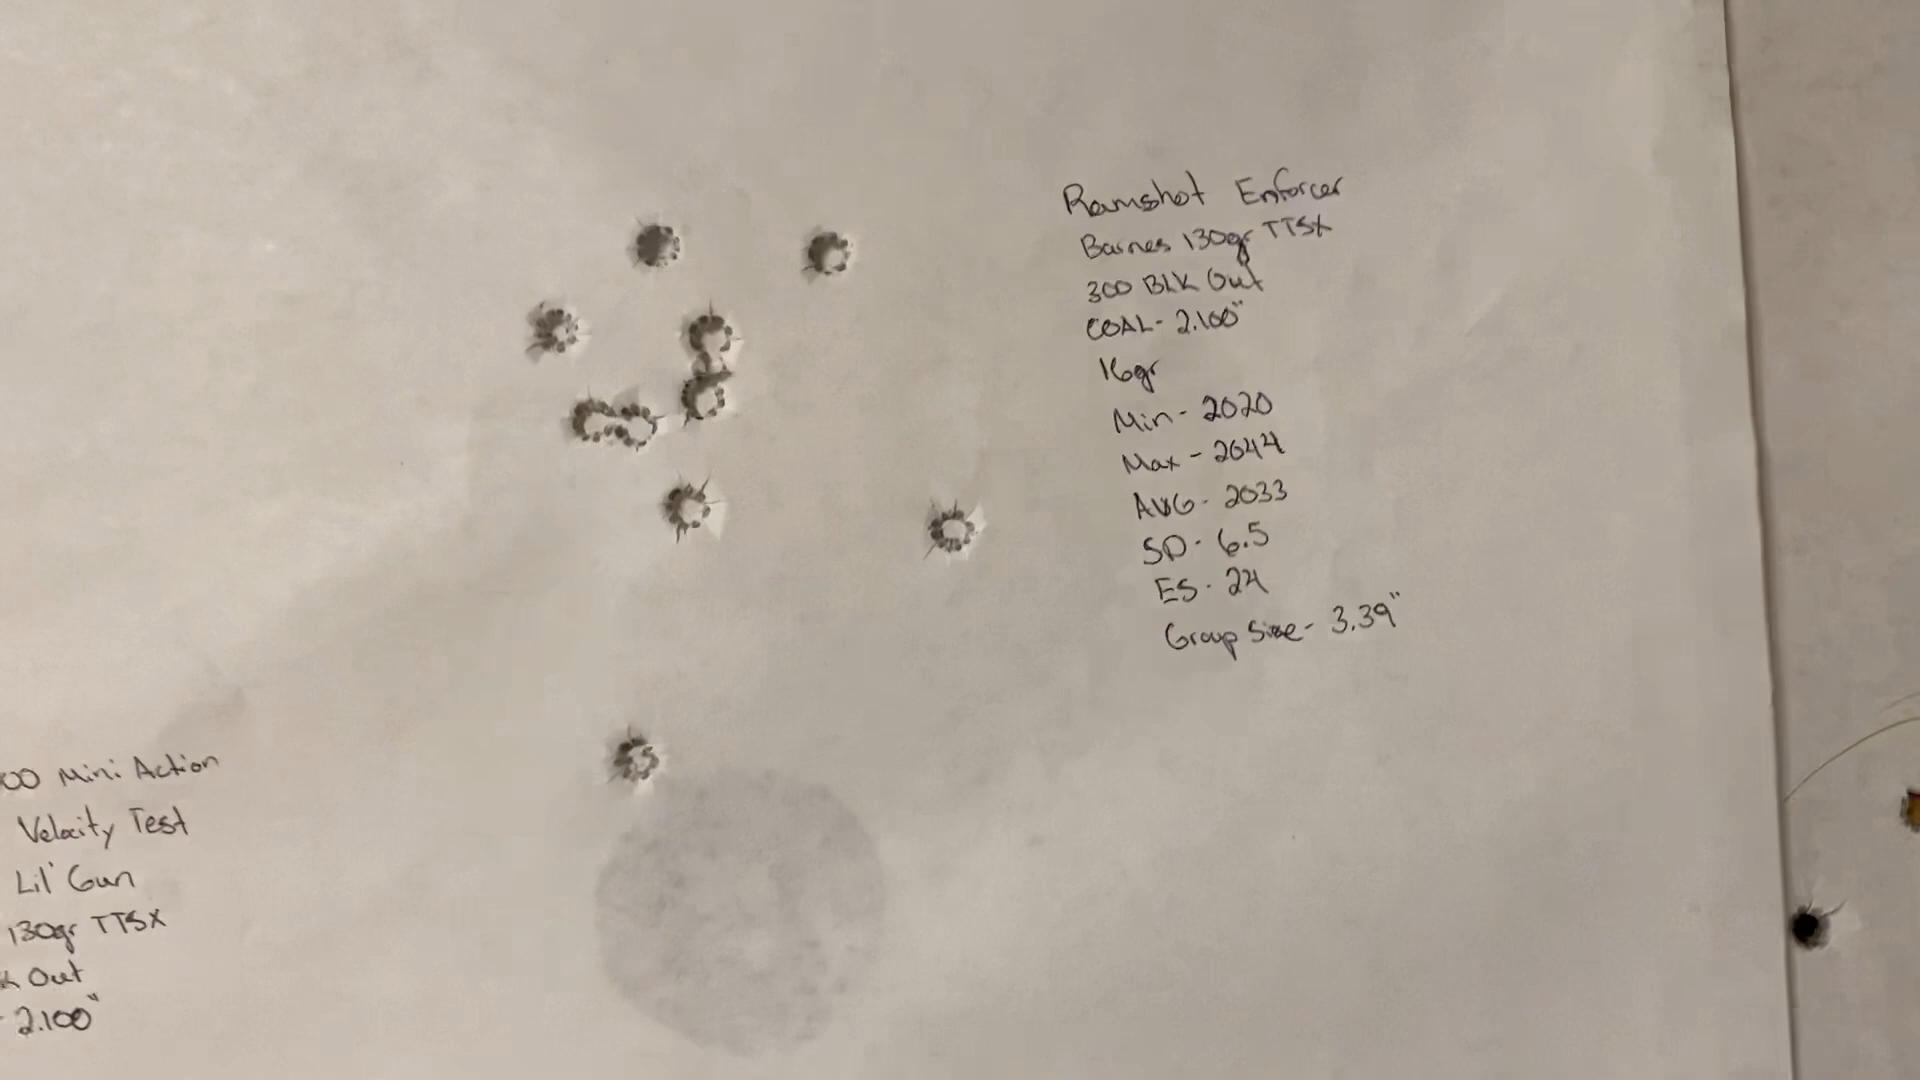 Ramshot Enforcer
Barnes 130gr TTSX
300 BLK Out
COAL- 2.100"
16gr
Min- 2020
Max- 2044
AVG- 2033
SD- 6.5
ES- 24
Group Size- 3.39"
00 Mini Action
Velocity Test
Lil' Gun
130gr TTSX
k Out
- 2.100"